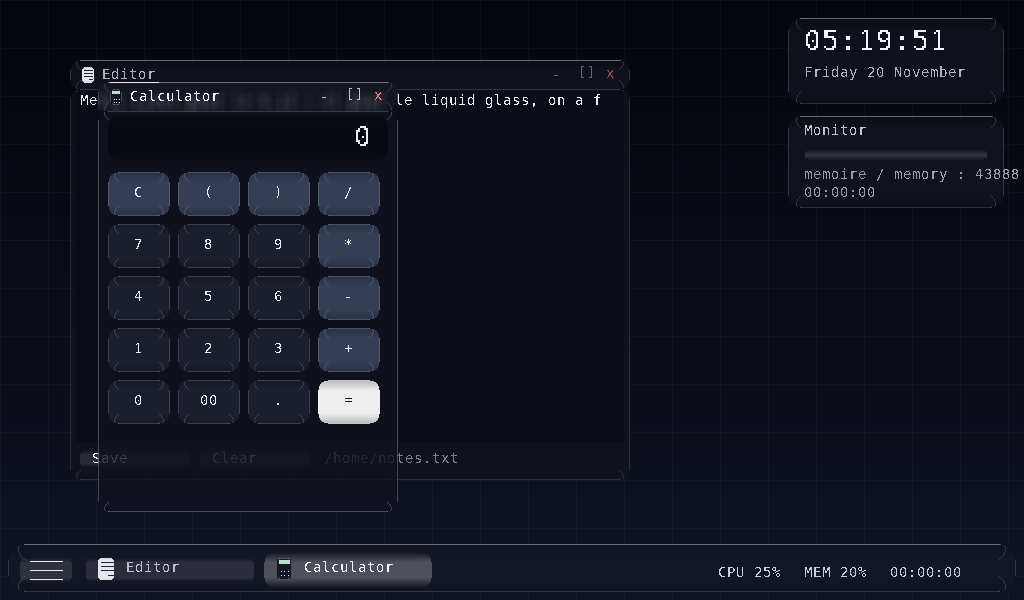 05:19:51
Friday 20 November
Editor
- [] x
Calculator
- [] x
le liquid glass, on a f
0
Monitor
memoire / memory : 43888
00:00:00
C ( ) /
7 8 9 *
4 5 6 -
1 2 3 +
0 00 . =
Save Clear /home/notes.txt
Editor
Calculator
CPU 25% MEM 20% 00:00:00